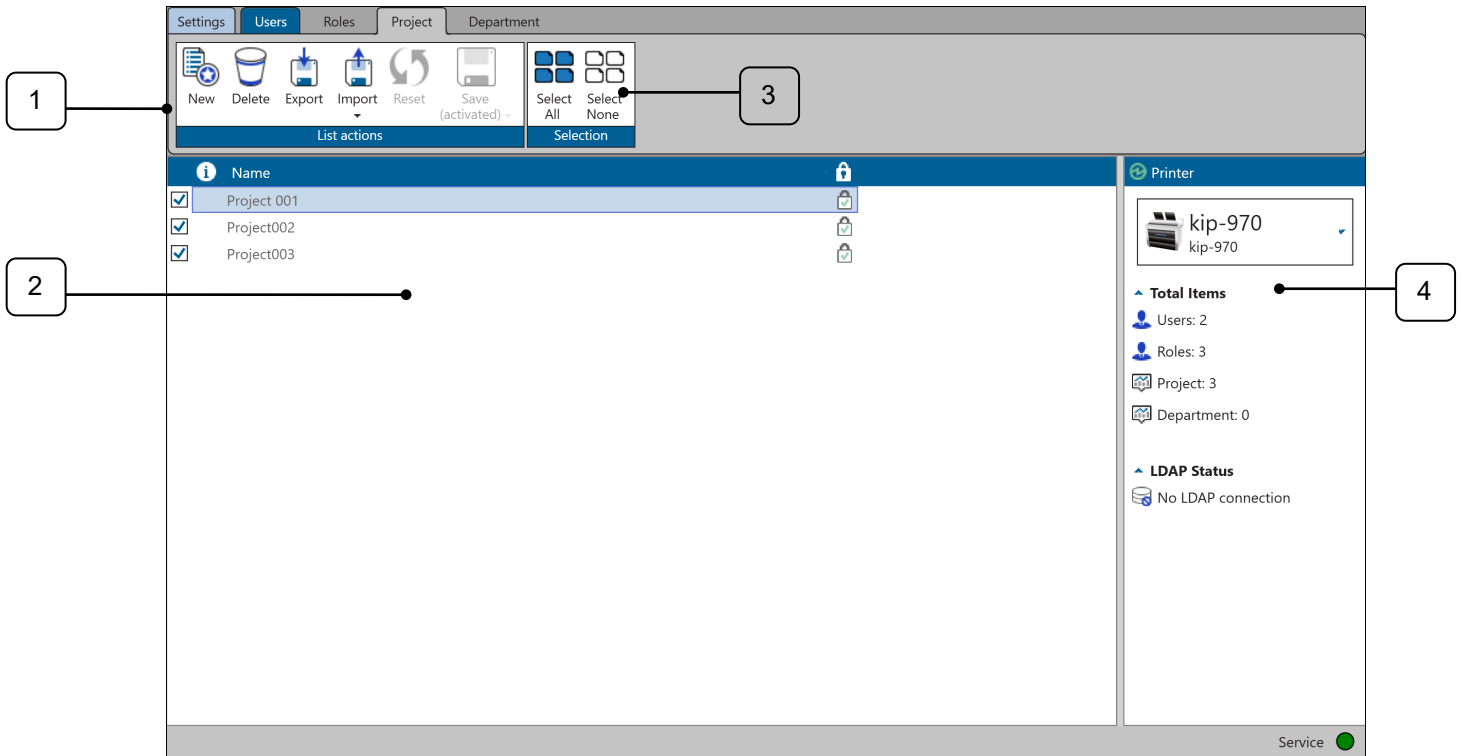 Settings Users Roles Project Department
New Delete Export Import Reset Save (activated)
List actions
Select All Select None
Selection
1
3
Name
Project 001
Project002
Project003
2
Printer
kip-970
kip-970
Total Items
Users: 2
Roles: 3
Project: 3
Department: 0
LDAP Status
No LDAP connection
4
Service